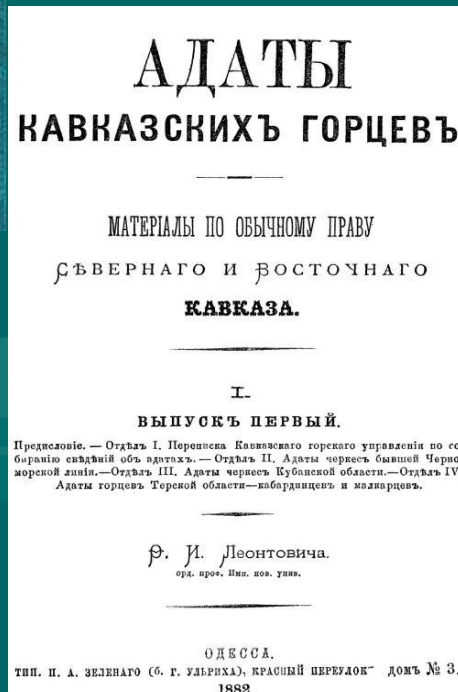 АДАТЫ
КАВКАЗСКИХЪ ГОРЦЕВЪ
МАТЕРІАЛЫ ПО ОБЫЧНОМУ ПРАВУ
СѢВЕРНАГО И ВОСТОЧНАГО
КАВКАЗА.
I.
ВЫПУСКЪ ПЕРВЫЙ.
Предисловіе. — Отдѣлъ I. Переписка Кавказскаго горскаго управленія по со
биранію свѣдѣній объ адатахъ. — Отдѣлъ II. Адаты черкесъ бывшей Черно
морской линіи.—Отдѣлъ III. Адаты черкесъ Кубанской области.—Отдѣлъ IV
Адаты горцевъ Терской области—кабардинцевъ и малкарцевъ.
Ѳ. И. Леонтовича.
орд. проф. Имп. нов. унив.
ОДЕССА.
ТИП. П. А. ЗЕЛЕНАГО (б. Г. УЛЬРИХА), КРАСНЫЙ ПЕРЕУЛОК- ДОМЪ № 3.
1882